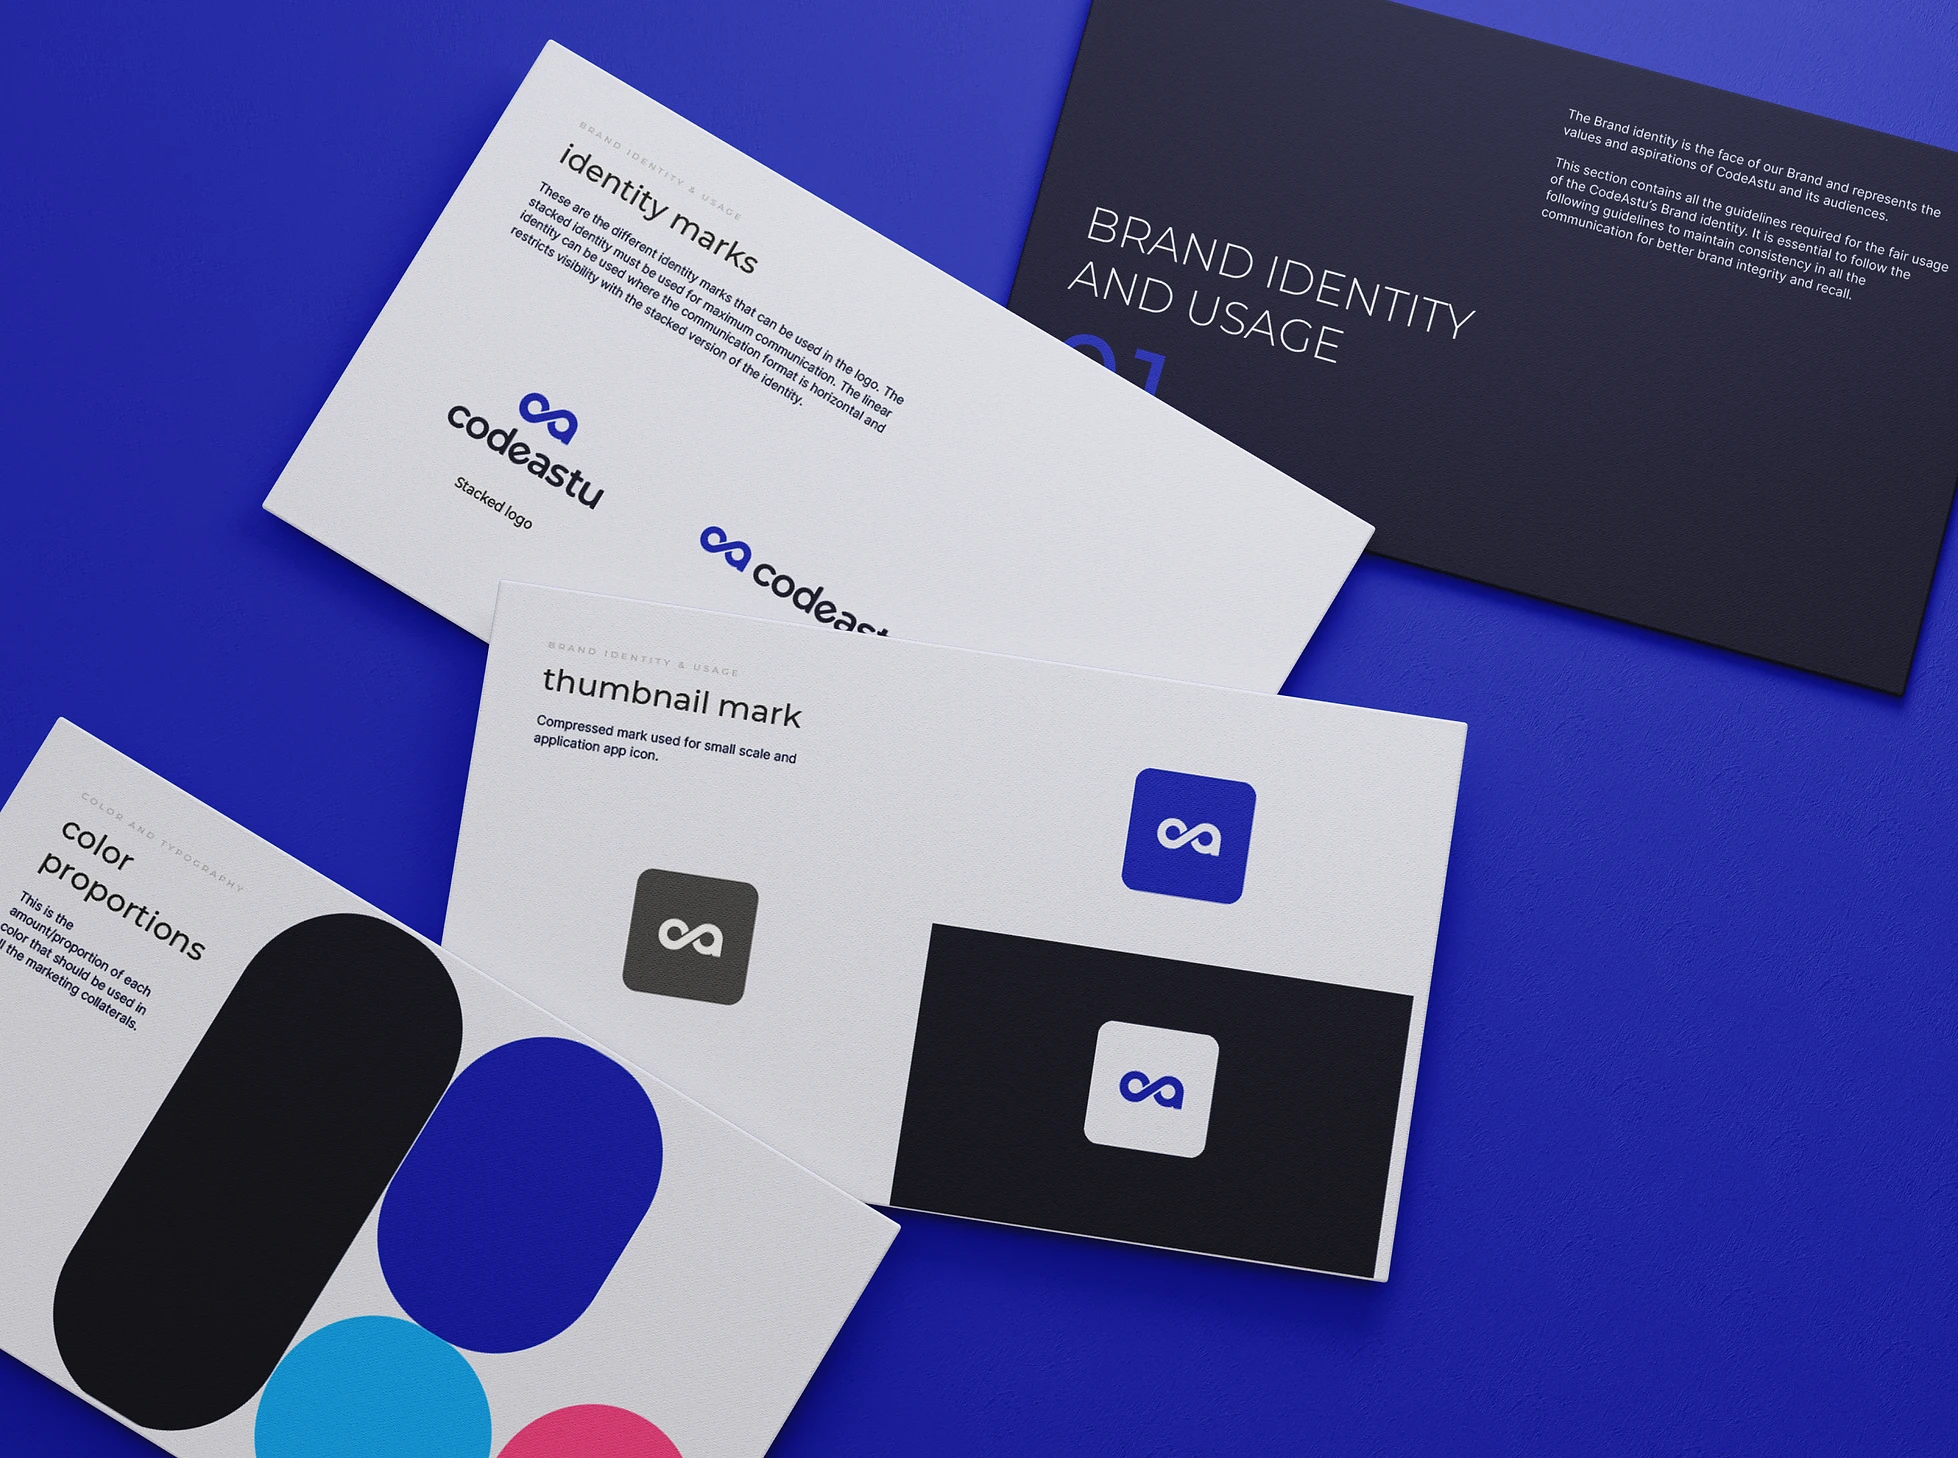 BRAND IDENTITY & USAGE
identity marks
These are the different identity marks that can be used in the logo. The
stacked identity must be used for maximum communication. The linear
identity can be used where the communication format is horizontal and
restricts visibility with the stacked version of the identity.
codeastu
Stacked logo
codeast
BRAND IDENTITY
AND USAGE
01
The Brand identity is the face of our Brand and represents the
values and aspirations of CodeAstu and its audiences.
This section contains all the guidelines required for the fair usage
of the CodeAstu's Brand identity. It is essential to follow the
following guidelines to maintain consistency in all the
communication for better brand integrity and recall.
BRAND IDENTITY & USAGE
thumbnail mark
Compressed mark used for small scale and
application app icon.
COLOR AND TYPOGRAPHY
color
proportions
This is the
amount/proportion of each
color that should be used in
the marketing collaterals.